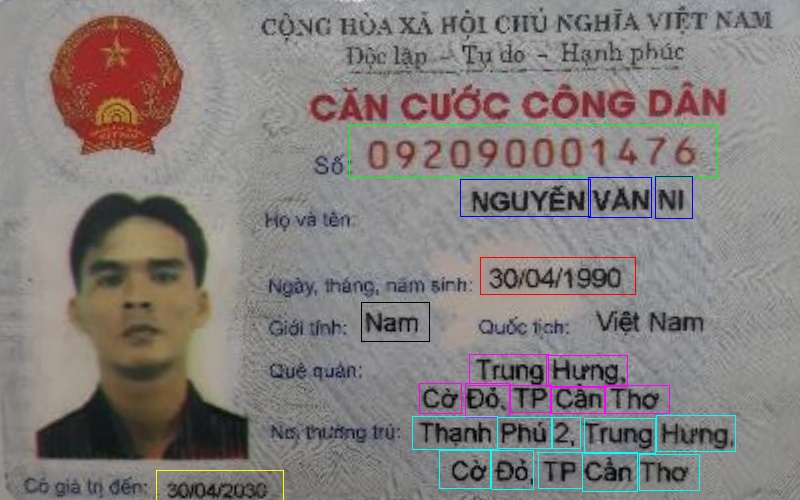 CỘNG HÒA XÃ HỘI CHỦ NGHĨA VIỆT NAM
Độc lập - Tự do - Hạnh phúc
CĂN CƯỚC CÔNG DÂN
Số: 092090001476
NGUYỄN VĂN NI
Họ và tên:
Ngày, tháng, năm sinh: 30/04/1990
Giới tính: Nam Quốc tịch: Việt Nam
Quê quán: Trung Hưng,
Cờ Đỏ, TP Cần Thơ
Nơi thường trú: Thạnh Phú 2, Trung Hưng,
Cờ Đỏ, TP Cần Thơ
Có giá trị đến: 30/04/2030